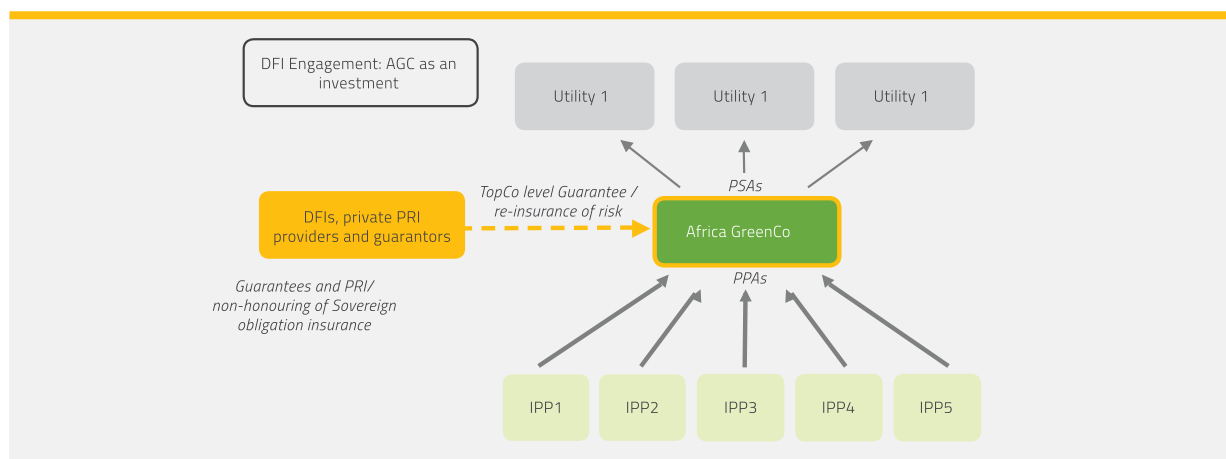 DFI Engagement: AGC as an
investment
Utility 1
Utility 1
Utility 1
PSAs
TopCo level Guarantee /
re-insurance of risk
DFIs, private PRI
providers and guarantors
Africa GreenCo
PPAs
Guarantees and PRI/
non-honouring of Sovereign
obligation insurance
IPP1
IPP2
IPP3
IPP4
IPP5